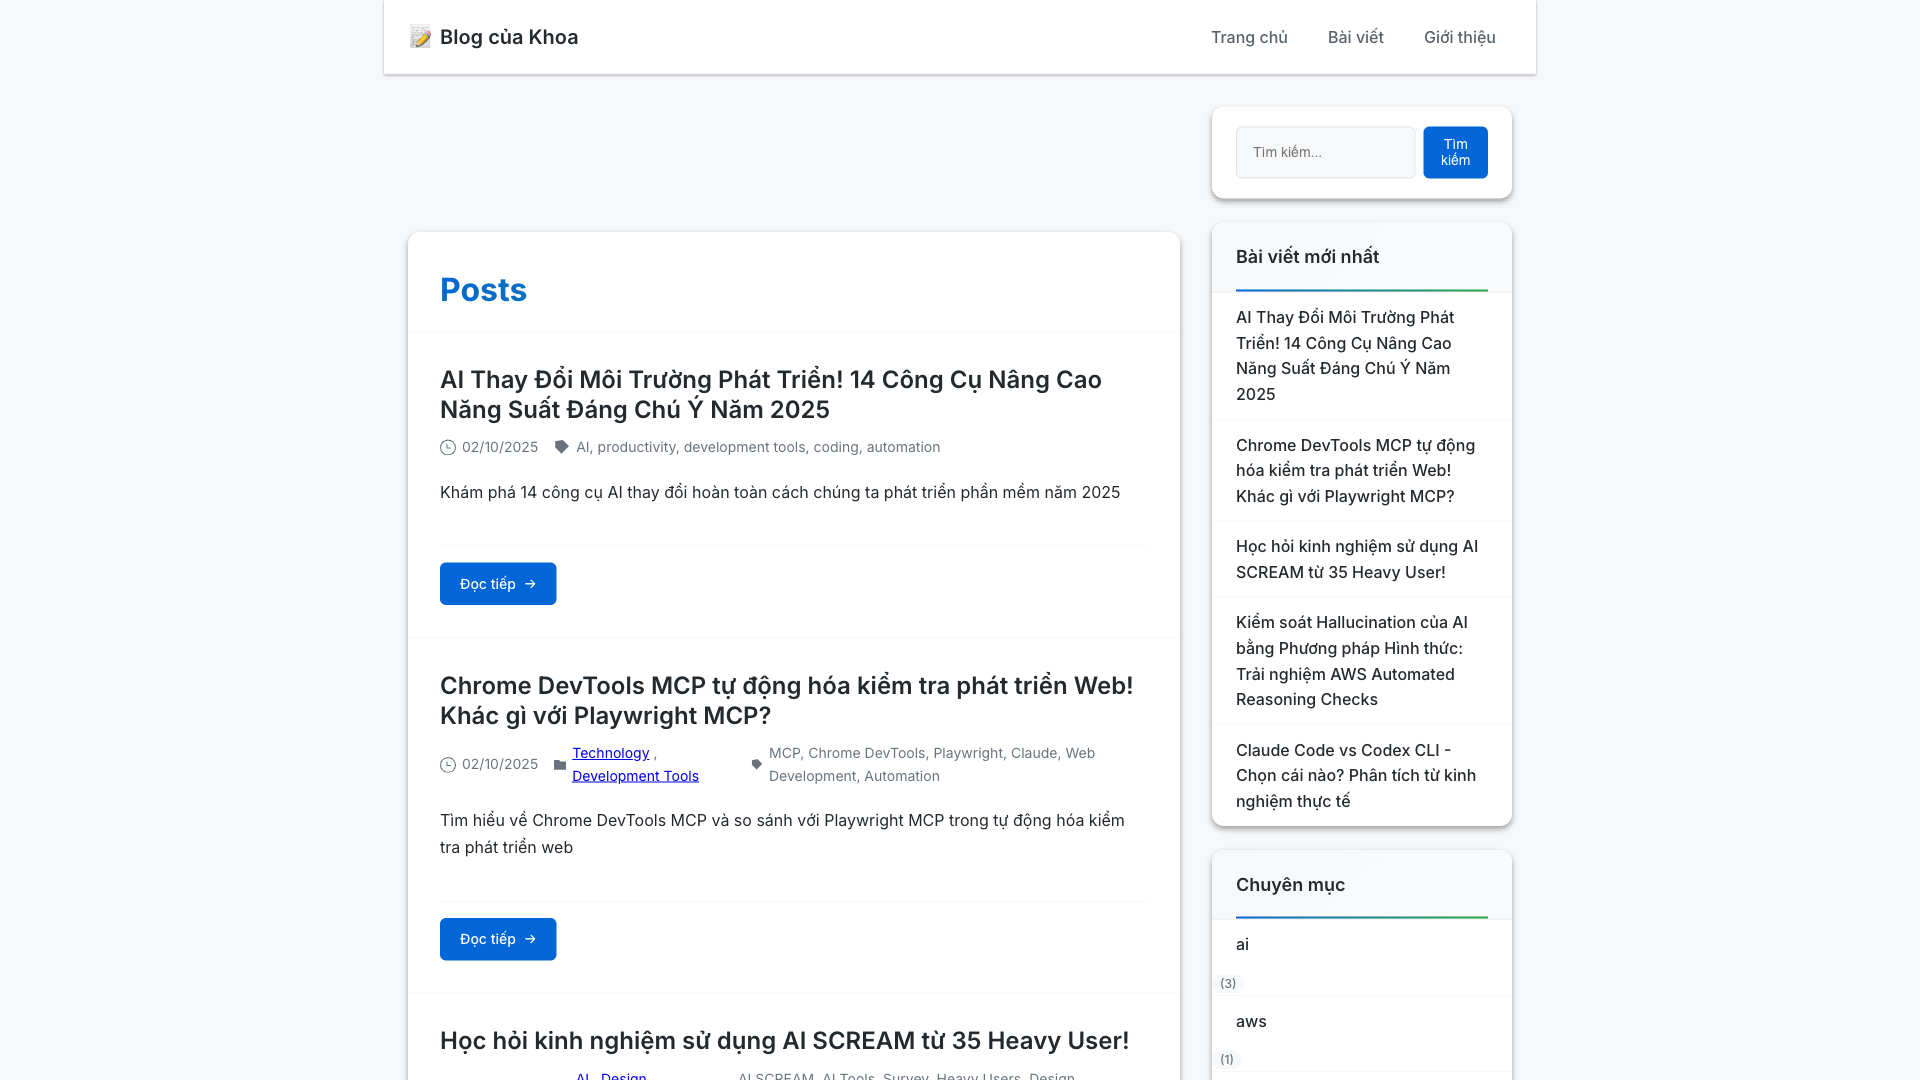 Blog của Khoa
Trang chủ
Bài viết
Giới thiệu
Posts
AI Thay Đổi Môi Trường Phát Triển! 14 Công Cụ Nâng Cao
Năng Suất Đáng Chú Ý Năm 2025
02/10/2025
AI, productivity, development tools, coding, automation
Khám phá 14 công cụ AI thay đổi hoàn toàn cách chúng ta phát triển phần mềm năm 2025
Đọc tiếp →
Chrome DevTools MCP tự động hóa kiểm tra phát triển Web!
Khác gì với Playwright MCP?
02/10/2025
Technology ,
Development Tools
MCP, Chrome DevTools, Playwright, Claude, Web
Development, Automation
Tìm hiểu về Chrome DevTools MCP và so sánh với Playwright MCP trong tự động hóa kiểm
tra phát triển web
Đọc tiếp →
Học hỏi kinh nghiệm sử dụng AI SCREAM từ 35 Heavy User!
AI , Design
AI SCREAM, AI Tools, Survey, Heavy Users, Design
Tìm kiếm...
Tìm
kiếm
Bài viết mới nhất
AI Thay Đổi Môi Trường Phát
Triển! 14 Công Cụ Nâng Cao
Năng Suất Đáng Chú Ý Năm
2025
Chrome DevTools MCP tự động
hóa kiểm tra phát triển Web!
Khác gì với Playwright MCP?
Học hỏi kinh nghiệm sử dụng AI
SCREAM từ 35 Heavy User!
Kiểm soát Hallucination của AI
bằng Phương pháp Hình thức:
Trải nghiệm AWS Automated
Reasoning Checks
Claude Code vs Codex CLI -
Chọn cái nào? Phân tích từ kinh
nghiệm thực tế
Chuyên mục
ai
(3)
aws
(1)